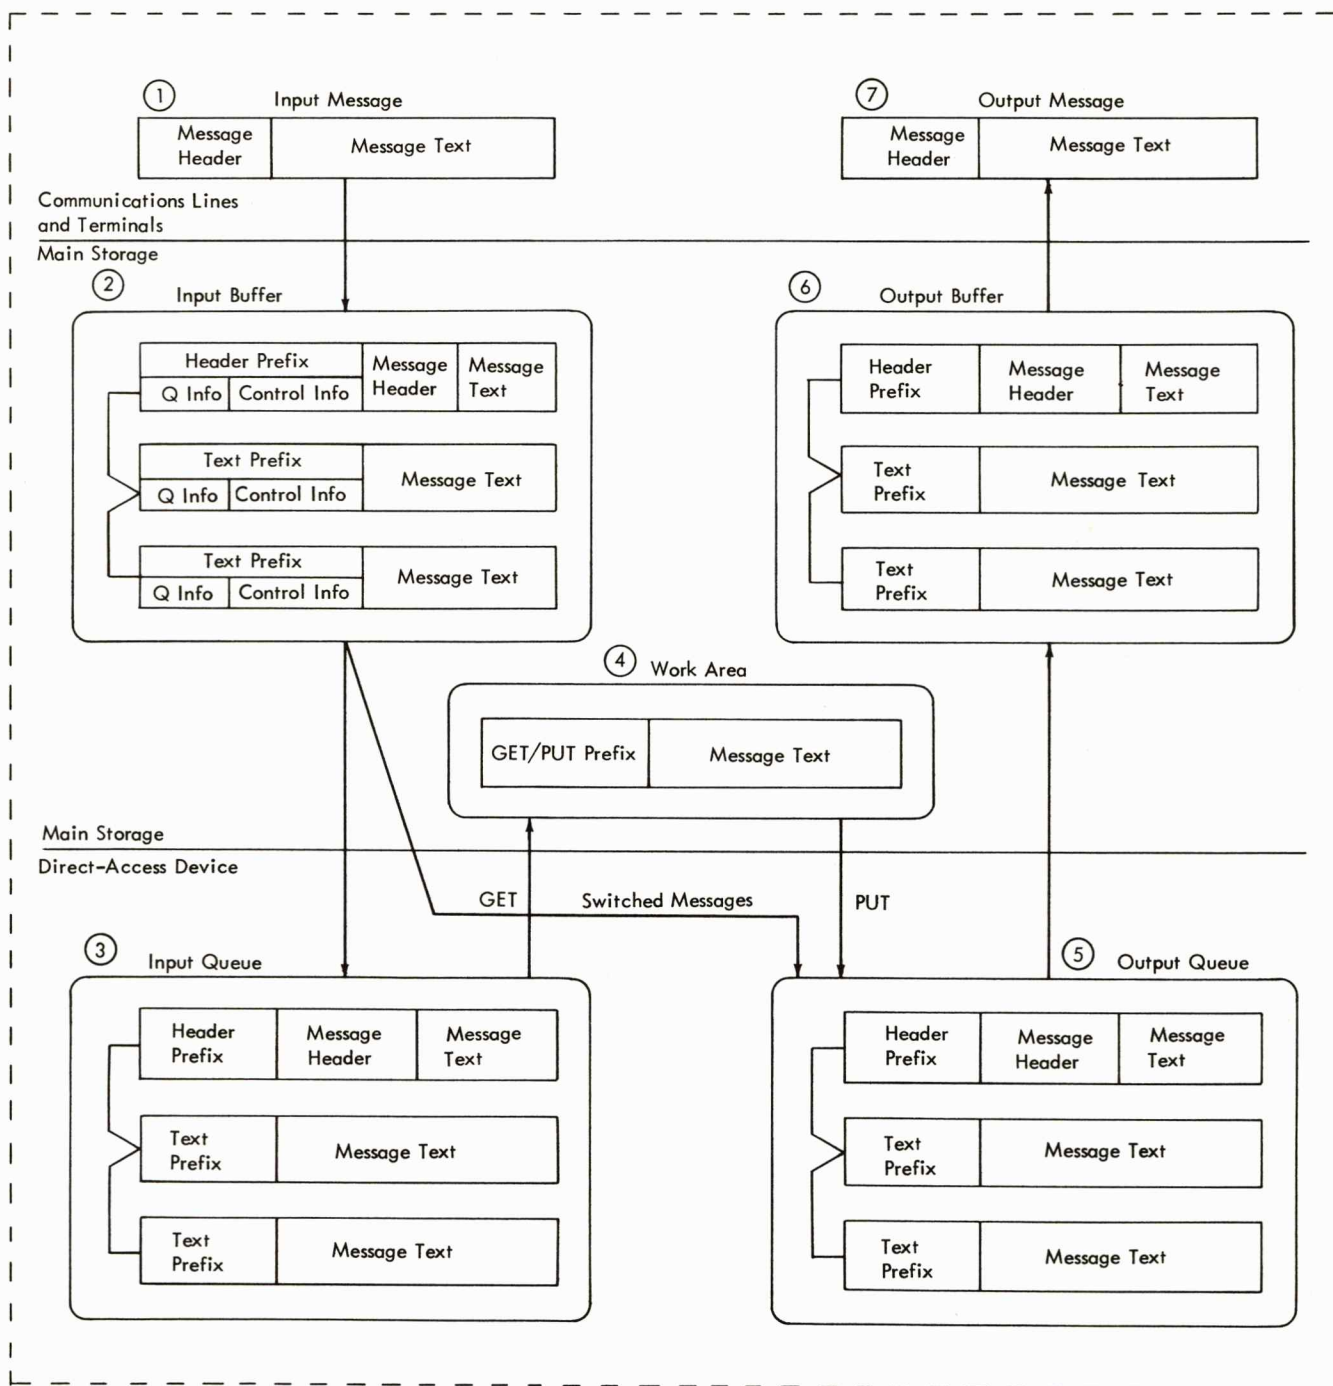 1
Input Message
Message
Header
Message Text
7
Output Message
Message
Header
Message Text
Communications Lines
and Terminals
Main Storage
2
Input Buffer
Header Prefix
Q Info
Control Info
Message
Header
Message
Text
Text Prefix
Q Info
Control Info
Message Text
Text Prefix
Q Info
Control Info
Message Text
6
Output Buffer
Header
Prefix
Message
Header
Message
Text
Text
Prefix
Message Text
Text
Prefix
Message Text
4
Work Area
GET/PUT Prefix
Message Text
Main Storage
Direct-Access Device
GET
Switched Messages
PUT
3
Input Queue
Header
Prefix
Message
Header
Message
Text
Text
Prefix
Message Text
Text
Prefix
Message Text
5
Output Queue
Header
Prefix
Message
Header
Message
Text
Text
Prefix
Message Text
Text
Prefix
Message Text